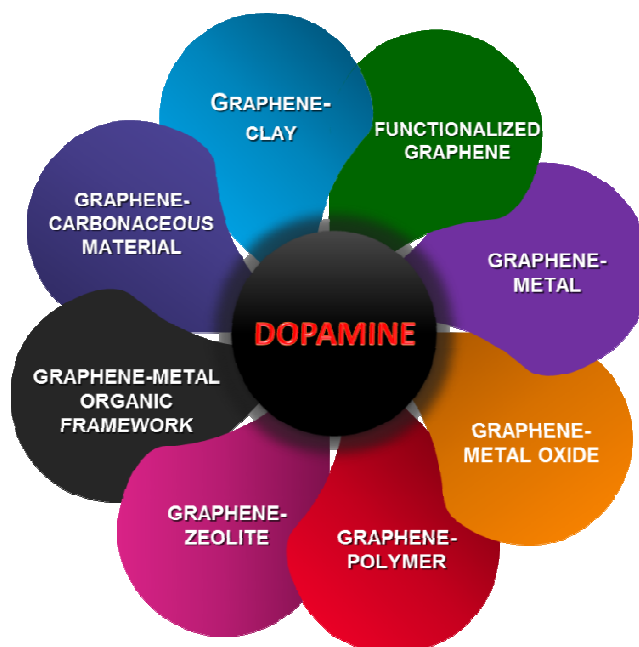 GRAPHENE-
CLAY
FUNCTIONALIZED
GRAPHENE
GRAPHENE-
METAL
GRAPHENE-
METAL OXIDE
GRAPHENE-
POLYMER
GRAPHENE-
ZEOLITE
GRAPHENE-METAL
ORGANIC
FRAMEWORK
GRAPHENE-
CARBONACEOUS
MATERIAL
DOPAMINE